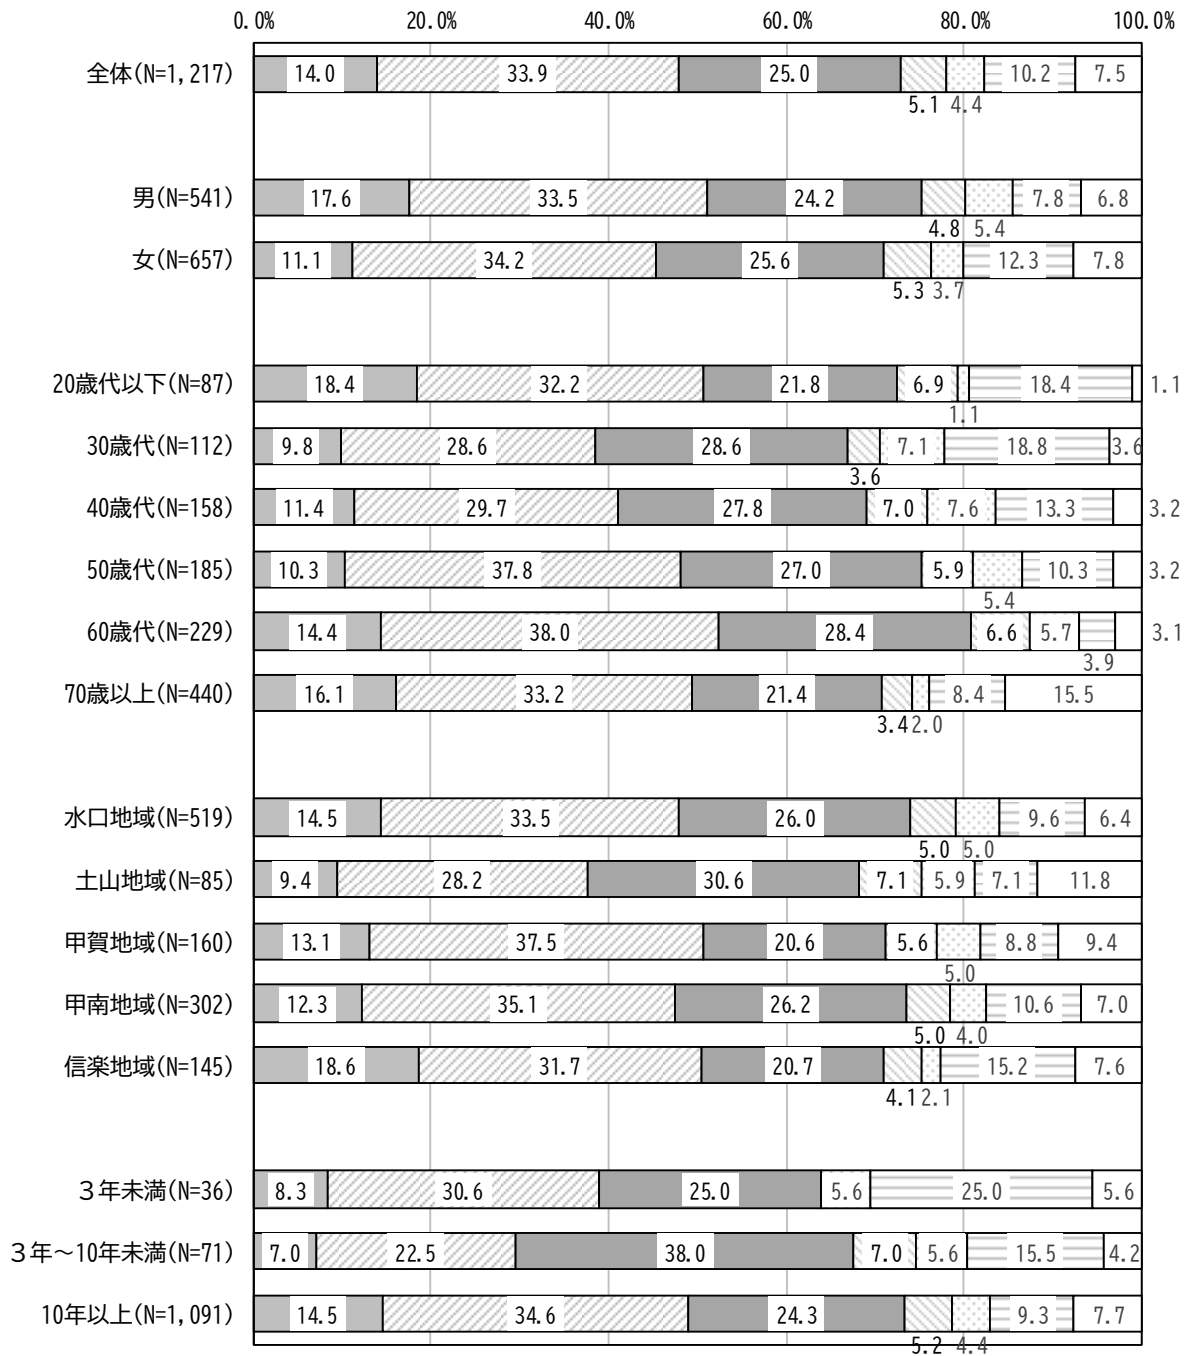 0.0% 20.0% 40.0% 60.0% 80.0% 100.0%
全体(N=1,217) 14.0 33.9 25.0 10.2 7.5
5.1 4.4
男(N=541) 17.6 33.5 24.2 7.8 6.8
4.8 5.4
女(N=657) 11.1 34.2 25.6 12.3 7.8
5.3 3.7
20歳代以下(N=87) 18.4 32.2 21.8 6.9 18.4 1.1
1.1
30歳代(N=112) 9.8 28.6 28.6 7.1 18.8 3.6
3.6
40歳代(N=158) 11.4 29.7 27.8 7.0 7.6 13.3 3.2
50歳代(N=185) 10.3 37.8 27.0 5.9 10.3 3.2
5.4
60歳代(N=229) 14.4 38.0 28.4 6.6 5.7 3.1
3.9
70歳以上(N=440) 16.1 33.2 21.4 8.4 15.5
3.4 2.0
水口地域(N=519) 14.5 33.5 26.0 9.6 6.4
5.0 5.0
土山地域(N=85) 9.4 28.2 30.6 7.1 5.9 7.1 11.8
甲賀地域(N=160) 13.1 37.5 20.6 5.6 8.8 9.4
5.0
甲南地域(N=302) 12.3 35.1 26.2 10.6 7.0
5.0 4.0
信楽地域(N=145) 18.6 31.7 20.7 15.2 7.6
4.1 2.1
３年未満(N=36) 8.3 30.6 25.0 5.6 25.0 5.6
３年～10年未満(N=71) 7.0 22.5 38.0 7.0 5.6 15.5 4.2
10年以上(N=1,091) 14.5 34.6 24.3 9.3 7.7
5.2 4.4